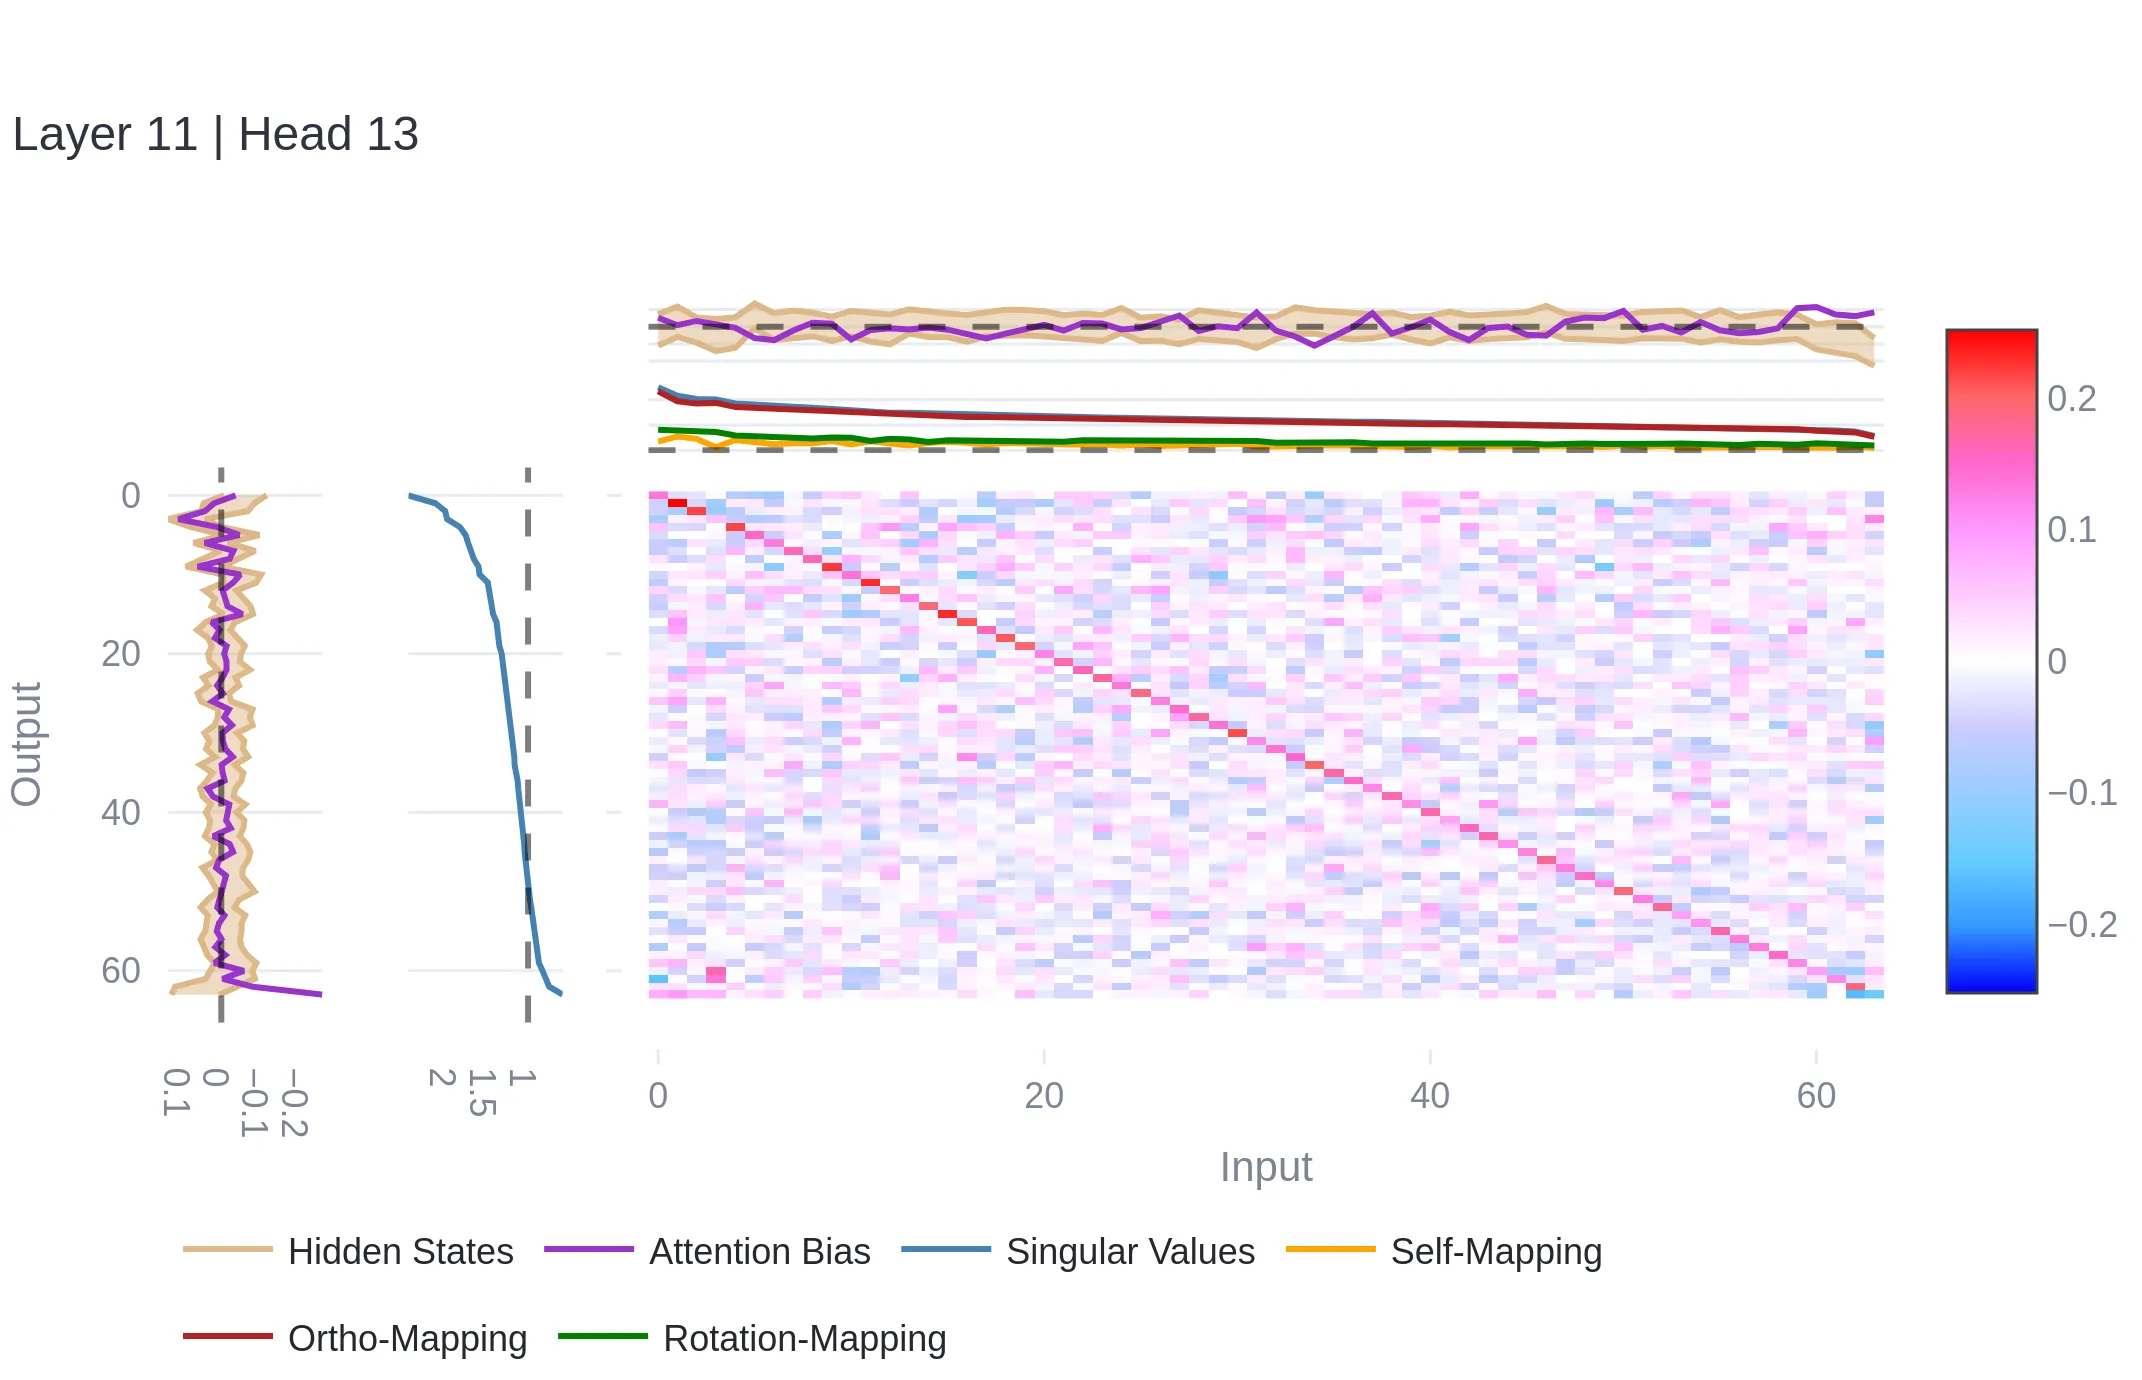 Layer 11 | Head 13
0
20
40
60
Output
0.1
0
−0.1
−0.2
2
1.5
1
0
20
40
60
Input
0.2
0.1
0
−0.1
−0.2
Hidden States
Attention Bias
Singular Values
Self-Mapping
Ortho-Mapping
Rotation-Mapping